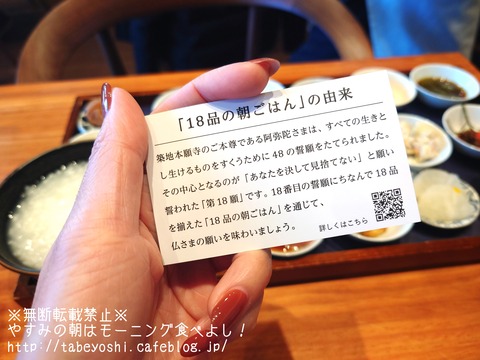 「18品の朝ごはん」の由来
築地本願寺のご本尊である阿弥陀さまは、すべての生きと
し生けるものをすくうために48の誓願をたてられました。
その中心となるのが「あなたを決して見捨てない」と願い
誓われた「第18願」です。18番目の誓願にちなんで18品
を揃えた「18品の朝ごはん」を通じて、
仏さまの願いを味わいましょう。
詳しくはこちら
※無断転載禁止※
やすみの朝はモーニング食べよし！
http://tabeyoshi.cafeblog.jp/